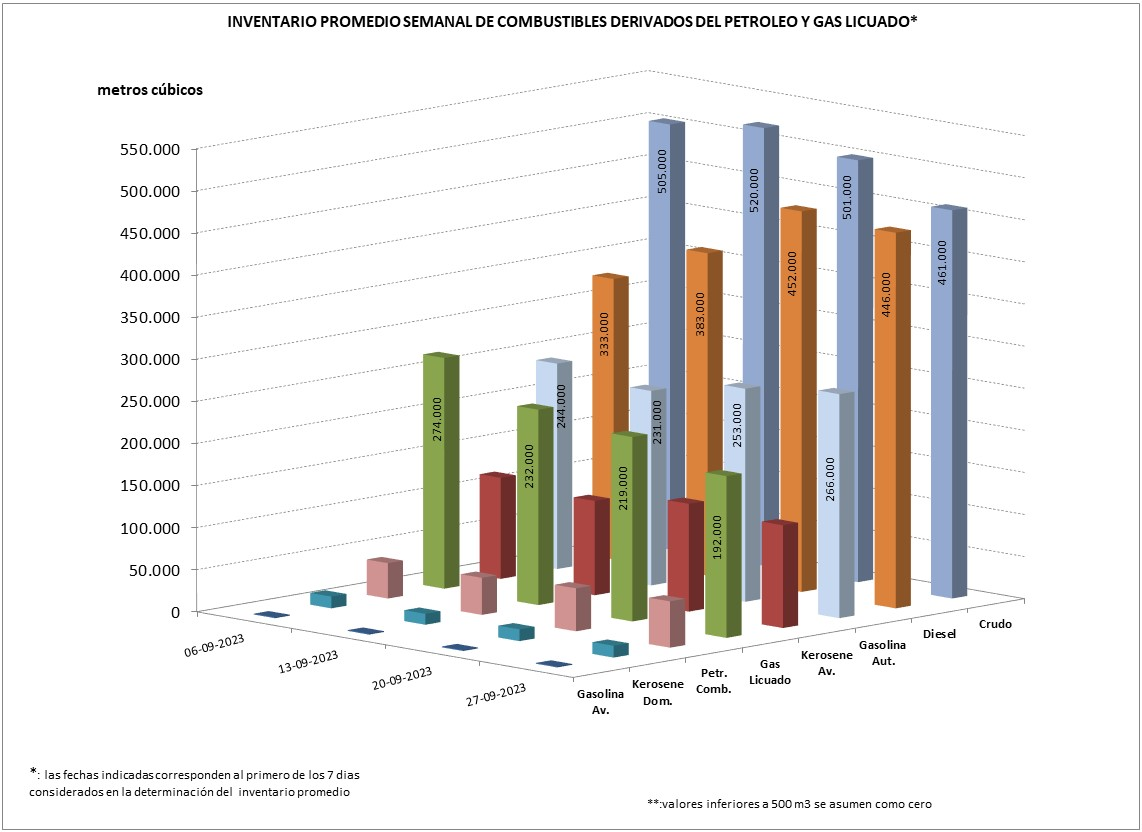 INVENTARIO PROMEDIO SEMANAL DE COMBUSTIBLES DERIVADOS DEL PETROLEO Y GAS LICUADO*
metros cúbicos
550.000
500.000
450.000
400.000
350.000
300.000
250.000
200.000
150.000
100.000
50.000
0
505.000
520.000
501.000
461.000
333.000
383.000
452.000
446.000
244.000
231.000
253.000
266.000
274.000
232.000
219.000
192.000
06-09-2023
13-09-2023
20-09-2023
27-09-2023
Gasolina
Av.
Kerosene
Dom.
Petr.
Comb.
Gas
Licuado
Kerosene
Av.
Gasolina
Aut.
Diesel
Crudo
*: las fechas indicadas corresponden al primero de los 7 dias
considerados en la determinación del inventario promedio
**:valores inferiores a 500 m3 se asumen como cero